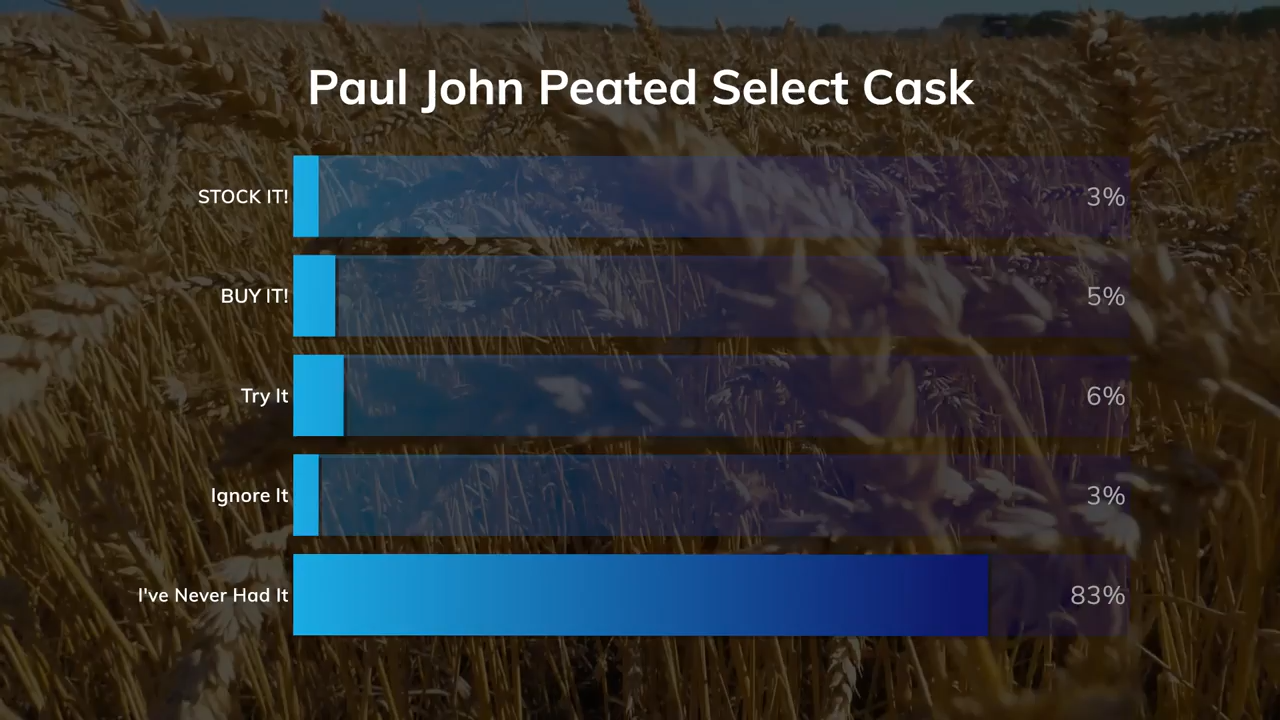 Paul John Peated Select Cask
STOCK IT! 3%
BUY IT! 5%
Try It 6%
Ignore It 3%
I've Never Had It 83%